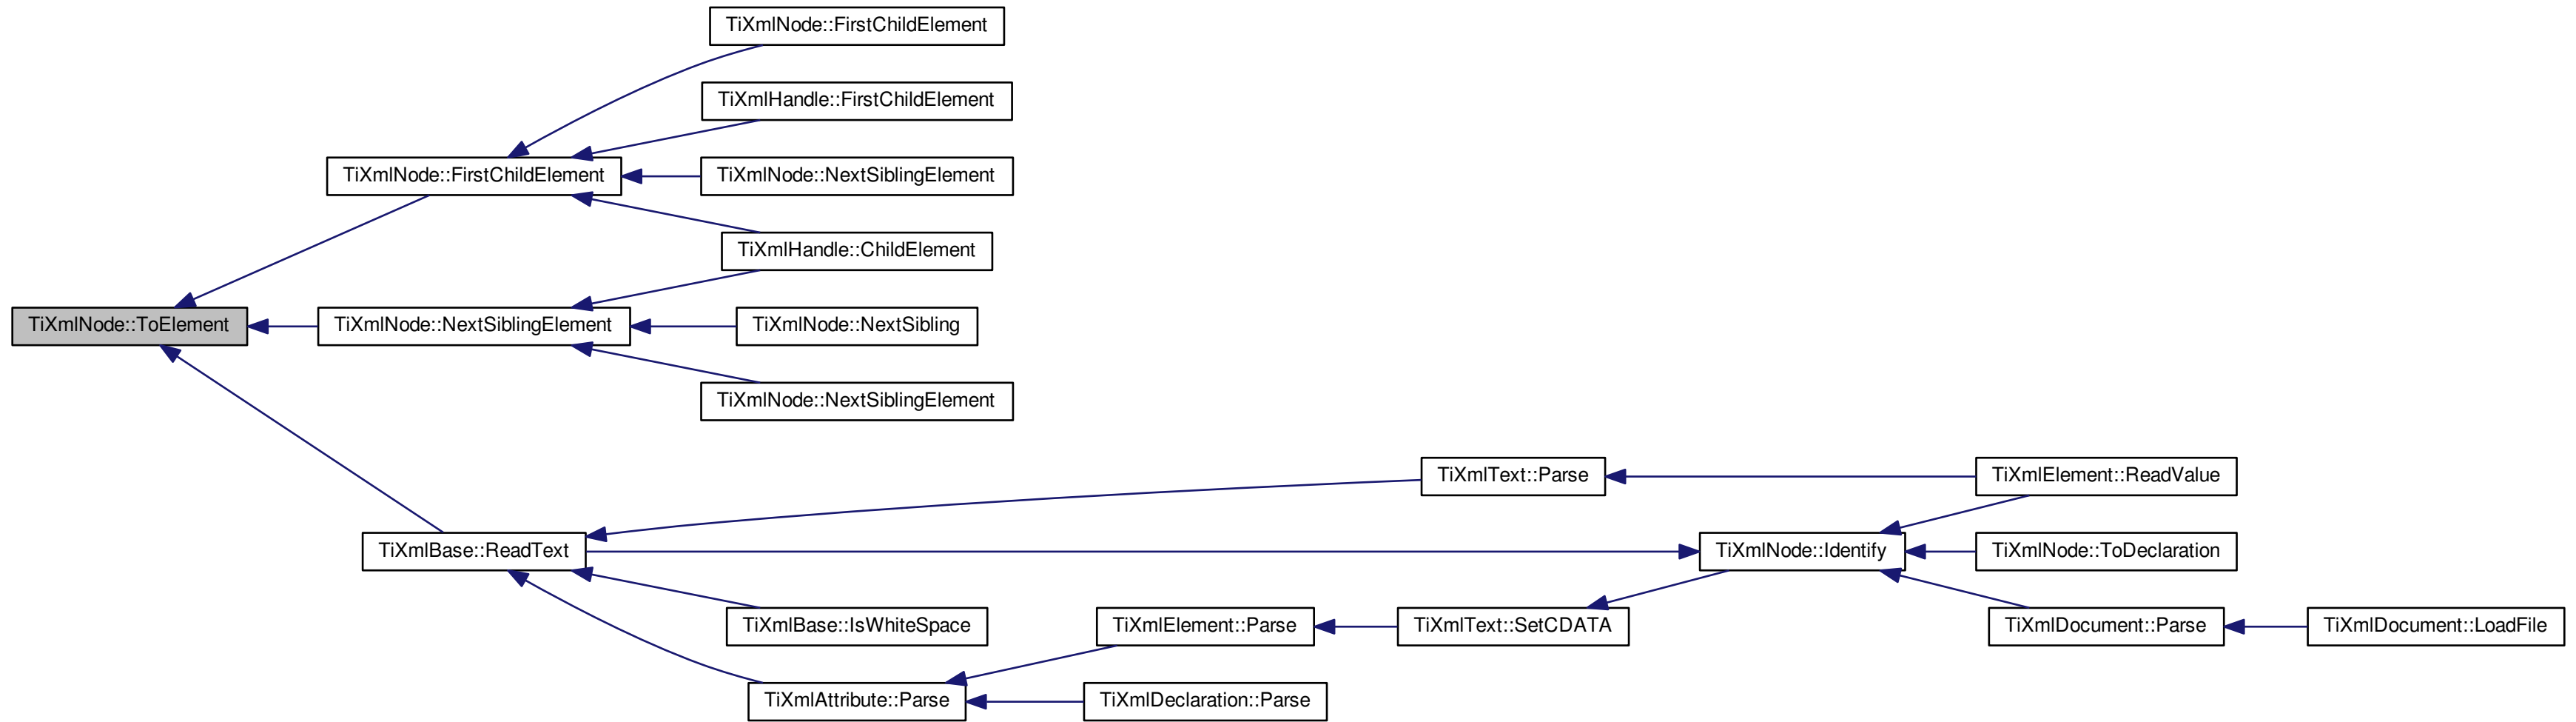 TiXmlNode::FirstChildElement
TiXmlHandle::FirstChildElement
TiXmlNode::FirstChildElement
TiXmlNode::NextSiblingElement
TiXmlHandle::ChildElement
TiXmlNode::ToElement
TiXmlNode::NextSiblingElement
TiXmlNode::NextSibling
TiXmlNode::NextSiblingElement
TiXmlText::Parse
TiXmlElement::ReadValue
TiXmlBase::ReadText
TiXmlNode::Identify
TiXmlNode::ToDeclaration
TiXmlBase::IsWhiteSpace
TiXmlElement::Parse
TiXmlText::SetCDATA
TiXmlDocument::Parse
TiXmlDocument::LoadFile
TiXmlAttribute::Parse
TiXmlDeclaration::Parse